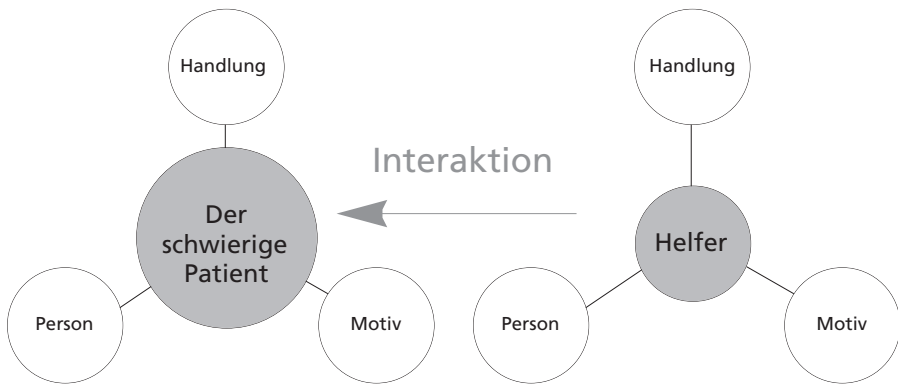 Handlung
Handlung
Interaktion
Der
schwierige
Patient
Helfer
Person
Motiv
Person
Motiv